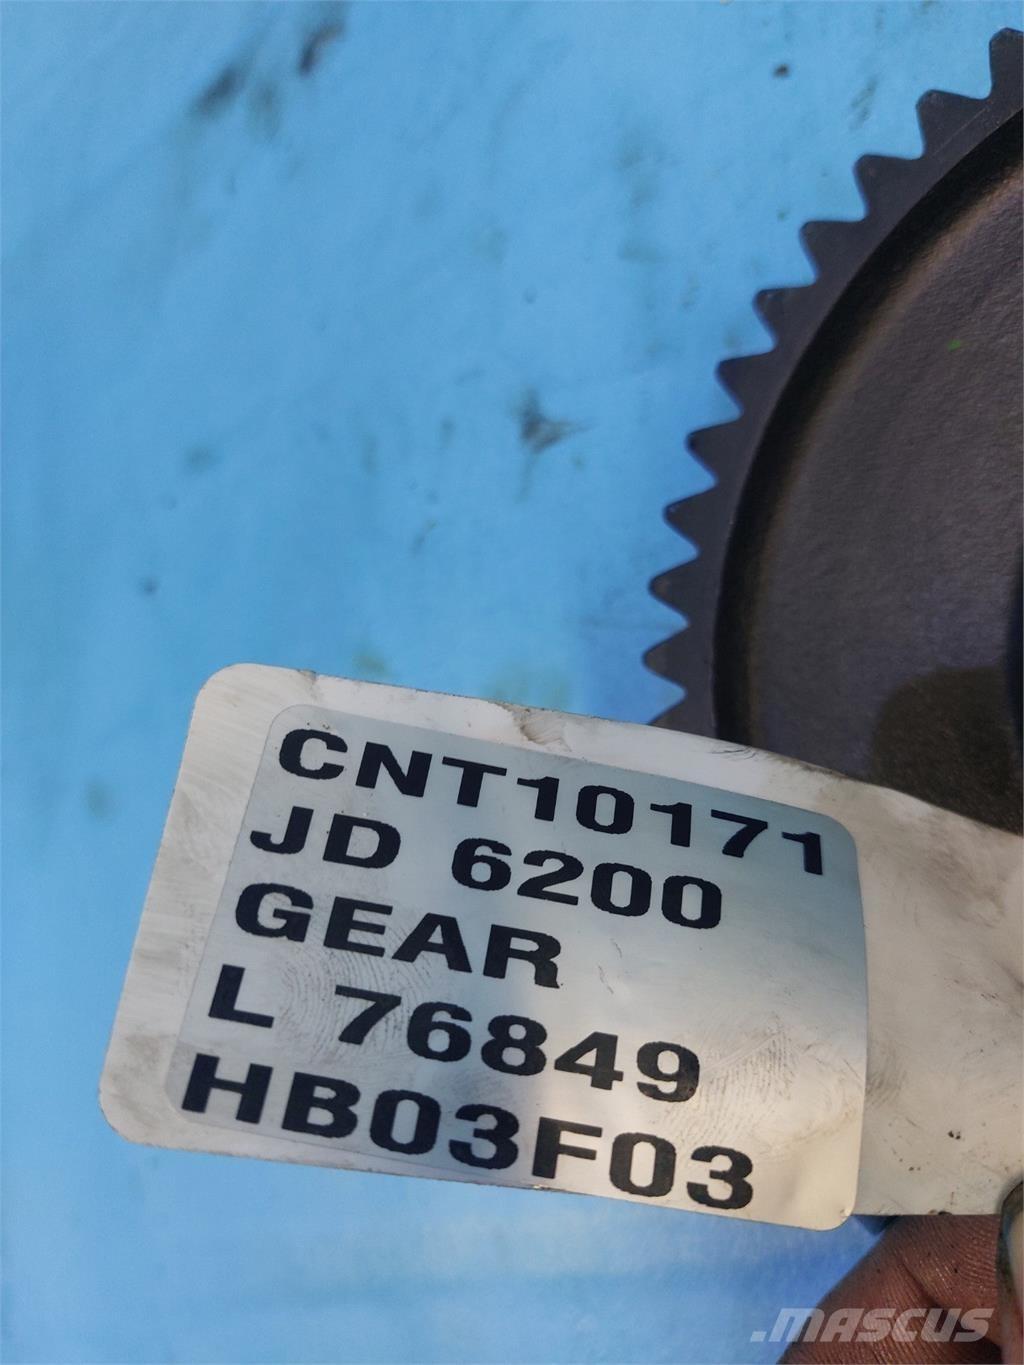 CNT10171
JD 6200
GEAR
L 76849
HB03F03
.MASCUS